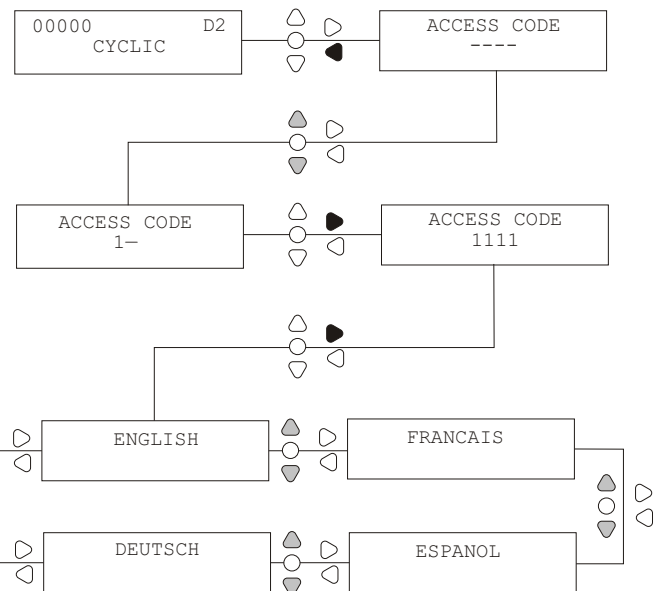 00000 D2
CYCLIC
ACCESS CODE
----
ACCESS CODE
1—
ACCESS CODE
1111
ENGLISH
FRANCAIS
DEUTSCH
ESPANOL